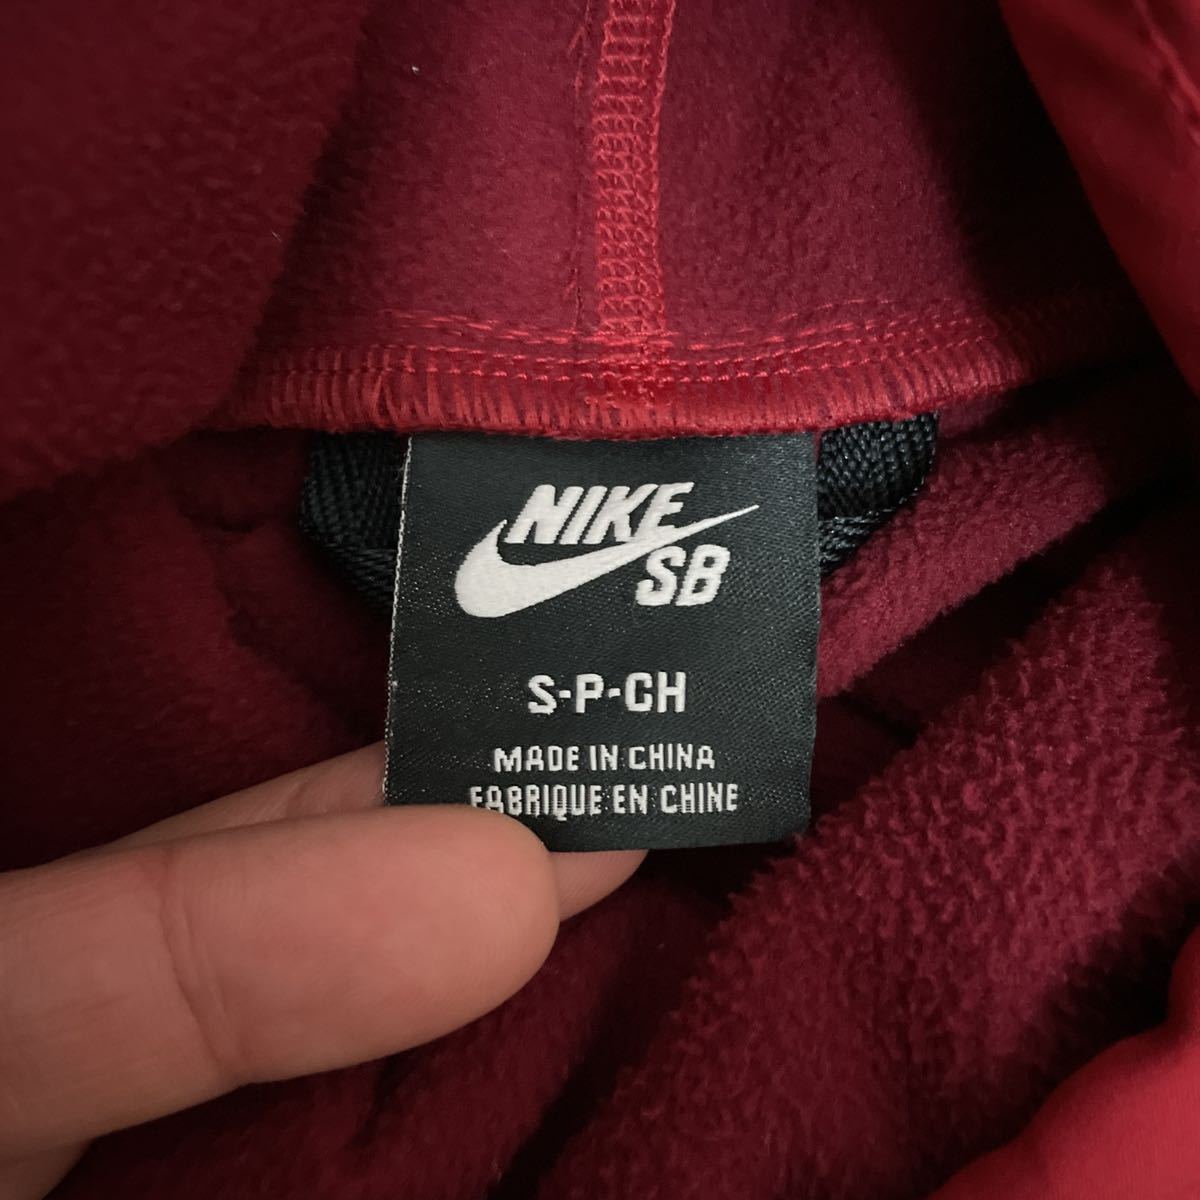 NIKE
SB
S-P-CH
MADE IN CHINA
FABRIQUE EN CHINE